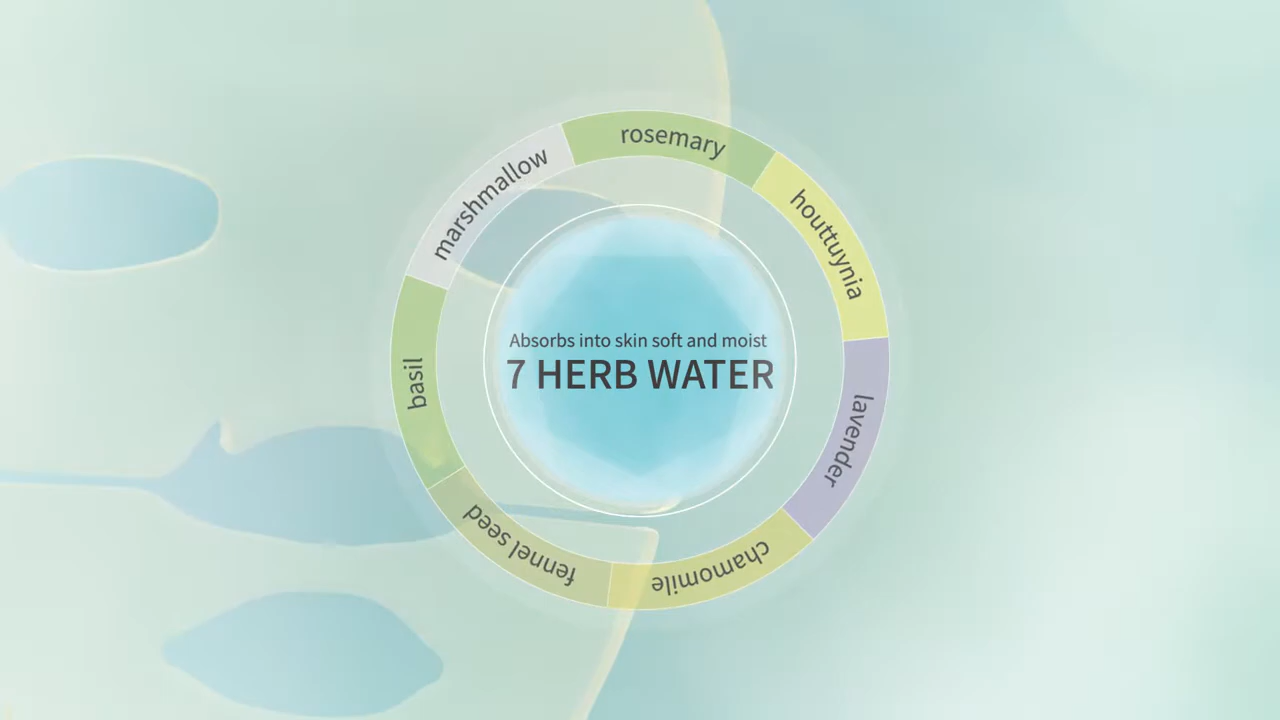 rosemary
houttuynia
lavender
chamomile
fennel seed
basil
marshmallow
Absorbs into skin soft and moist
7 HERB WATER